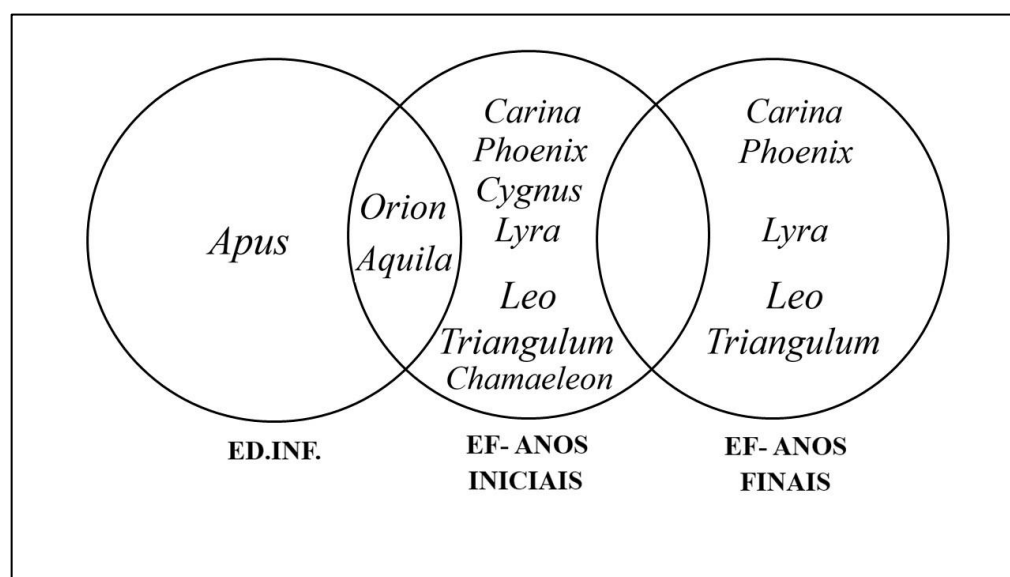 Apus
Orion
Aquila
Carina
Phoenix
Cygnus
Lyra
Leo
Triangulum
Chamaeleon
Carina
Phoenix
Lyra
Leo
Triangulum
ED.INF.
EF- ANOS
INICIAIS
EF- ANOS
FINAIS